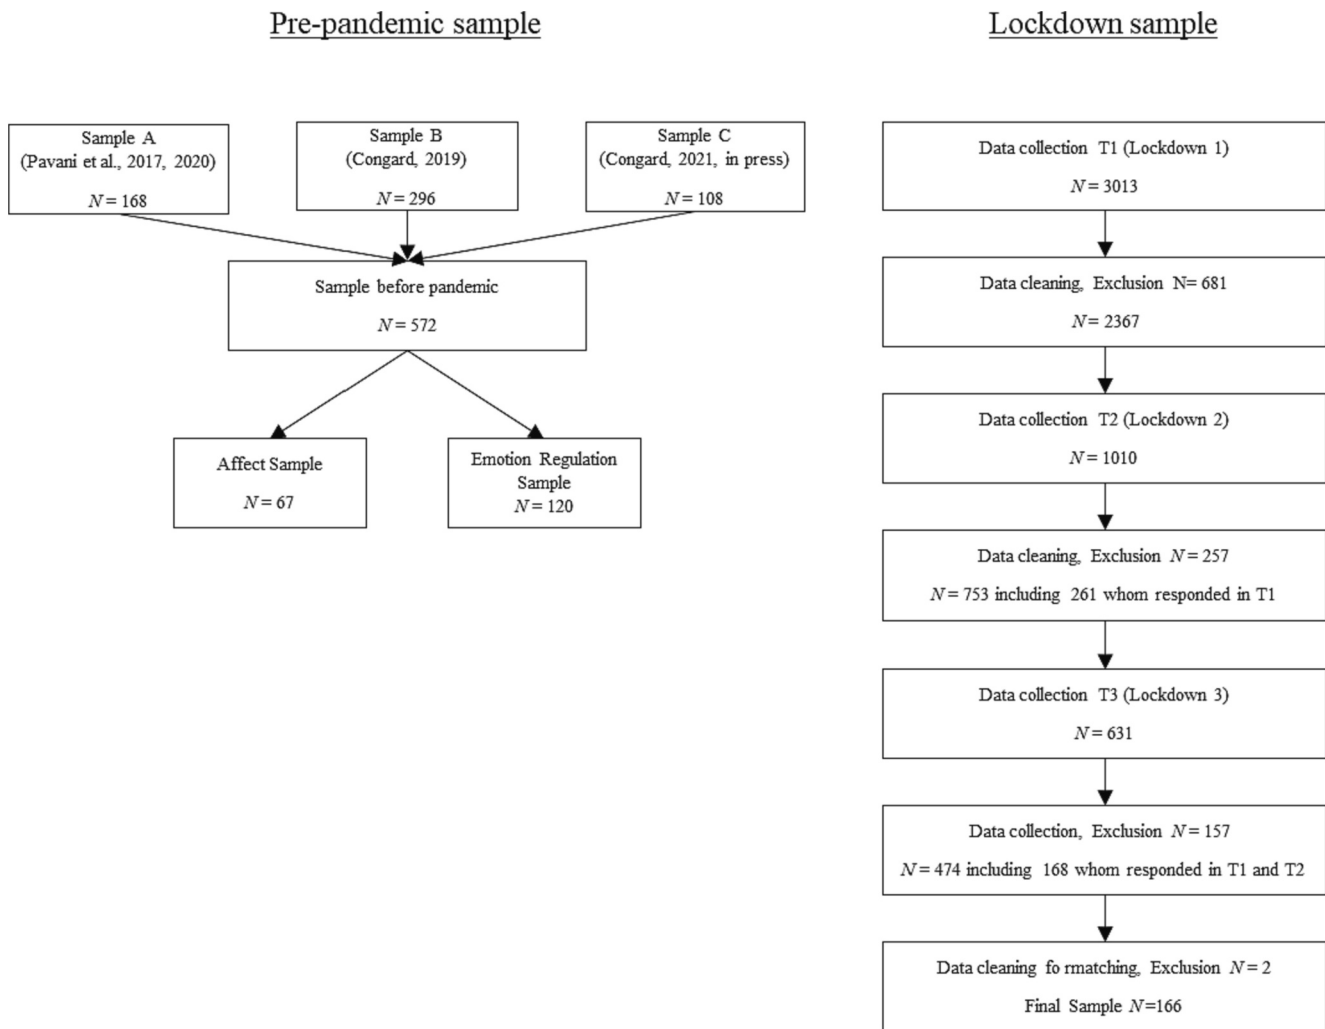 Pre-pandemic sample
Sample A
(Pavani et al., 2017, 2020)
N = 168
Sample B
(Congard, 2019)
N = 296
Sample C
(Congard, 2021, in press)
N = 108
Sample before pandemic
N = 572
Affect Sample
N = 67
Emotion Regulation
Sample
N = 120
Lockdown sample
Data collection T1 (Lockdown 1)
N = 3013
Data cleaning, Exclusion N= 681
N = 2367
Data collection T2 (Lockdown 2)
N = 1010
Data cleaning, Exclusion N = 257
N = 753 including 261 whom responded in T1
Data collection T3 (Lockdown 3)
N = 631
Data collection, Exclusion N = 157
N = 474 including 168 whom responded in T1 and T2
Data cleaning fo rmatching, Exclusion N = 2
Final Sample N=166